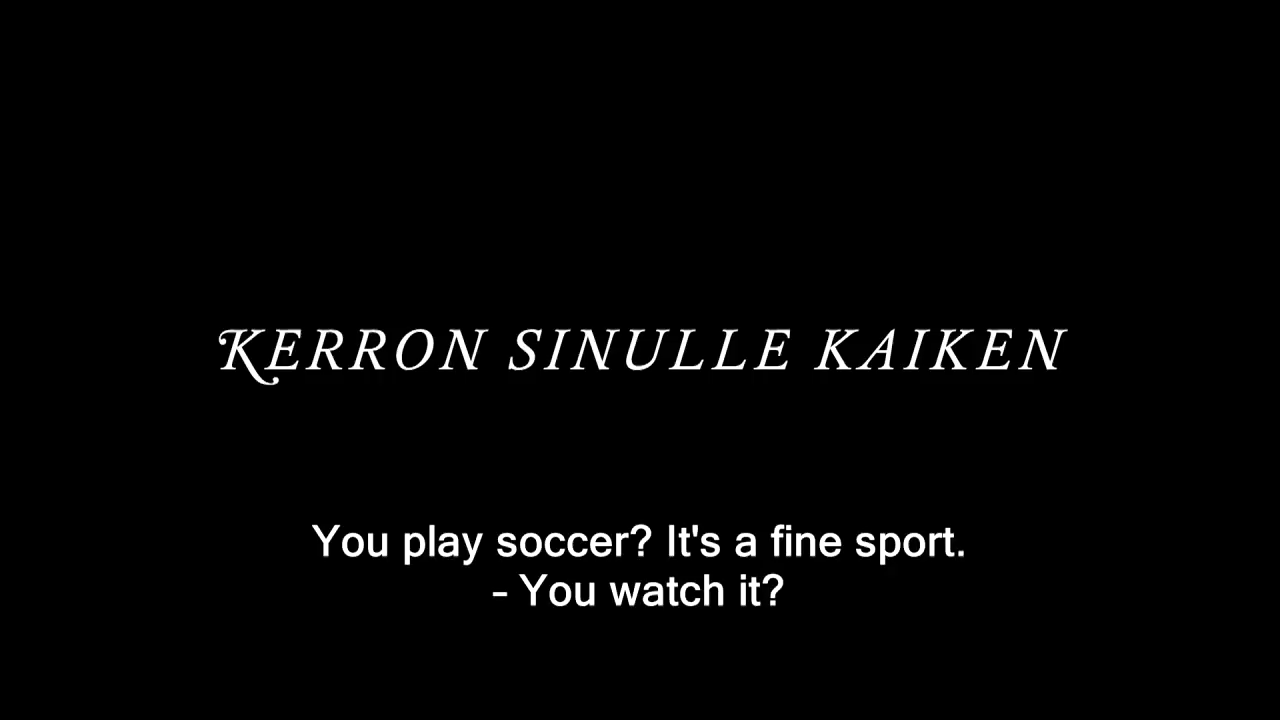 KERRON SINULLE KAIKEN
You play soccer? It's a fine sport.
- You watch it?